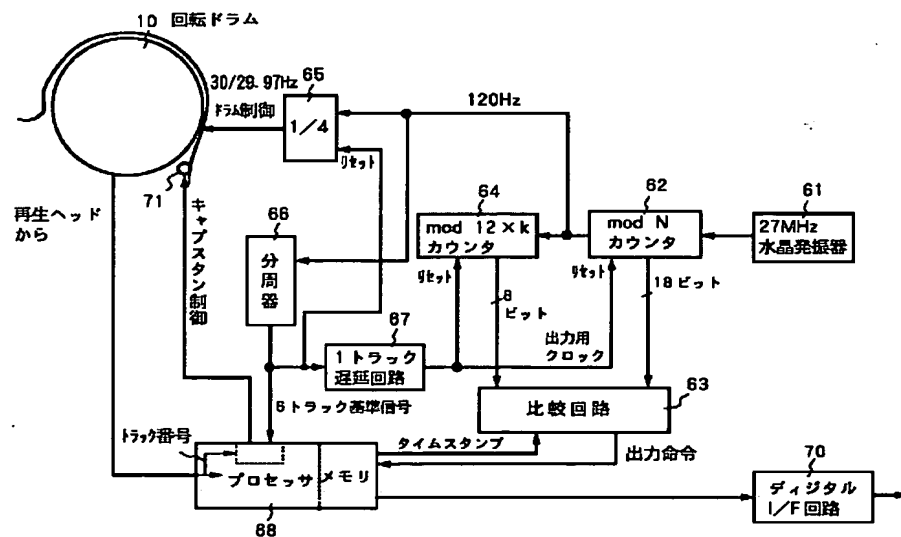 10 回転ドラム
30/29.97Hz
ドラム制御
65
1/4
リセット
120Hz
64
mod 12×k
カウンタ
リセット
62
mod N
カウンタ
リセット
61
27MHz
水晶発振器
71
再生ヘッド
から
キャプスタン制御
66
分周器
8
ビット
18ビット
67
1トラック
遅延回路
出力用
クロック
6トラック基準信号
比較回路
63
トラック番号
タイムスタンプ
出力命令
プロセッサ
メモリ
68
70
ディジタル
I/F回路